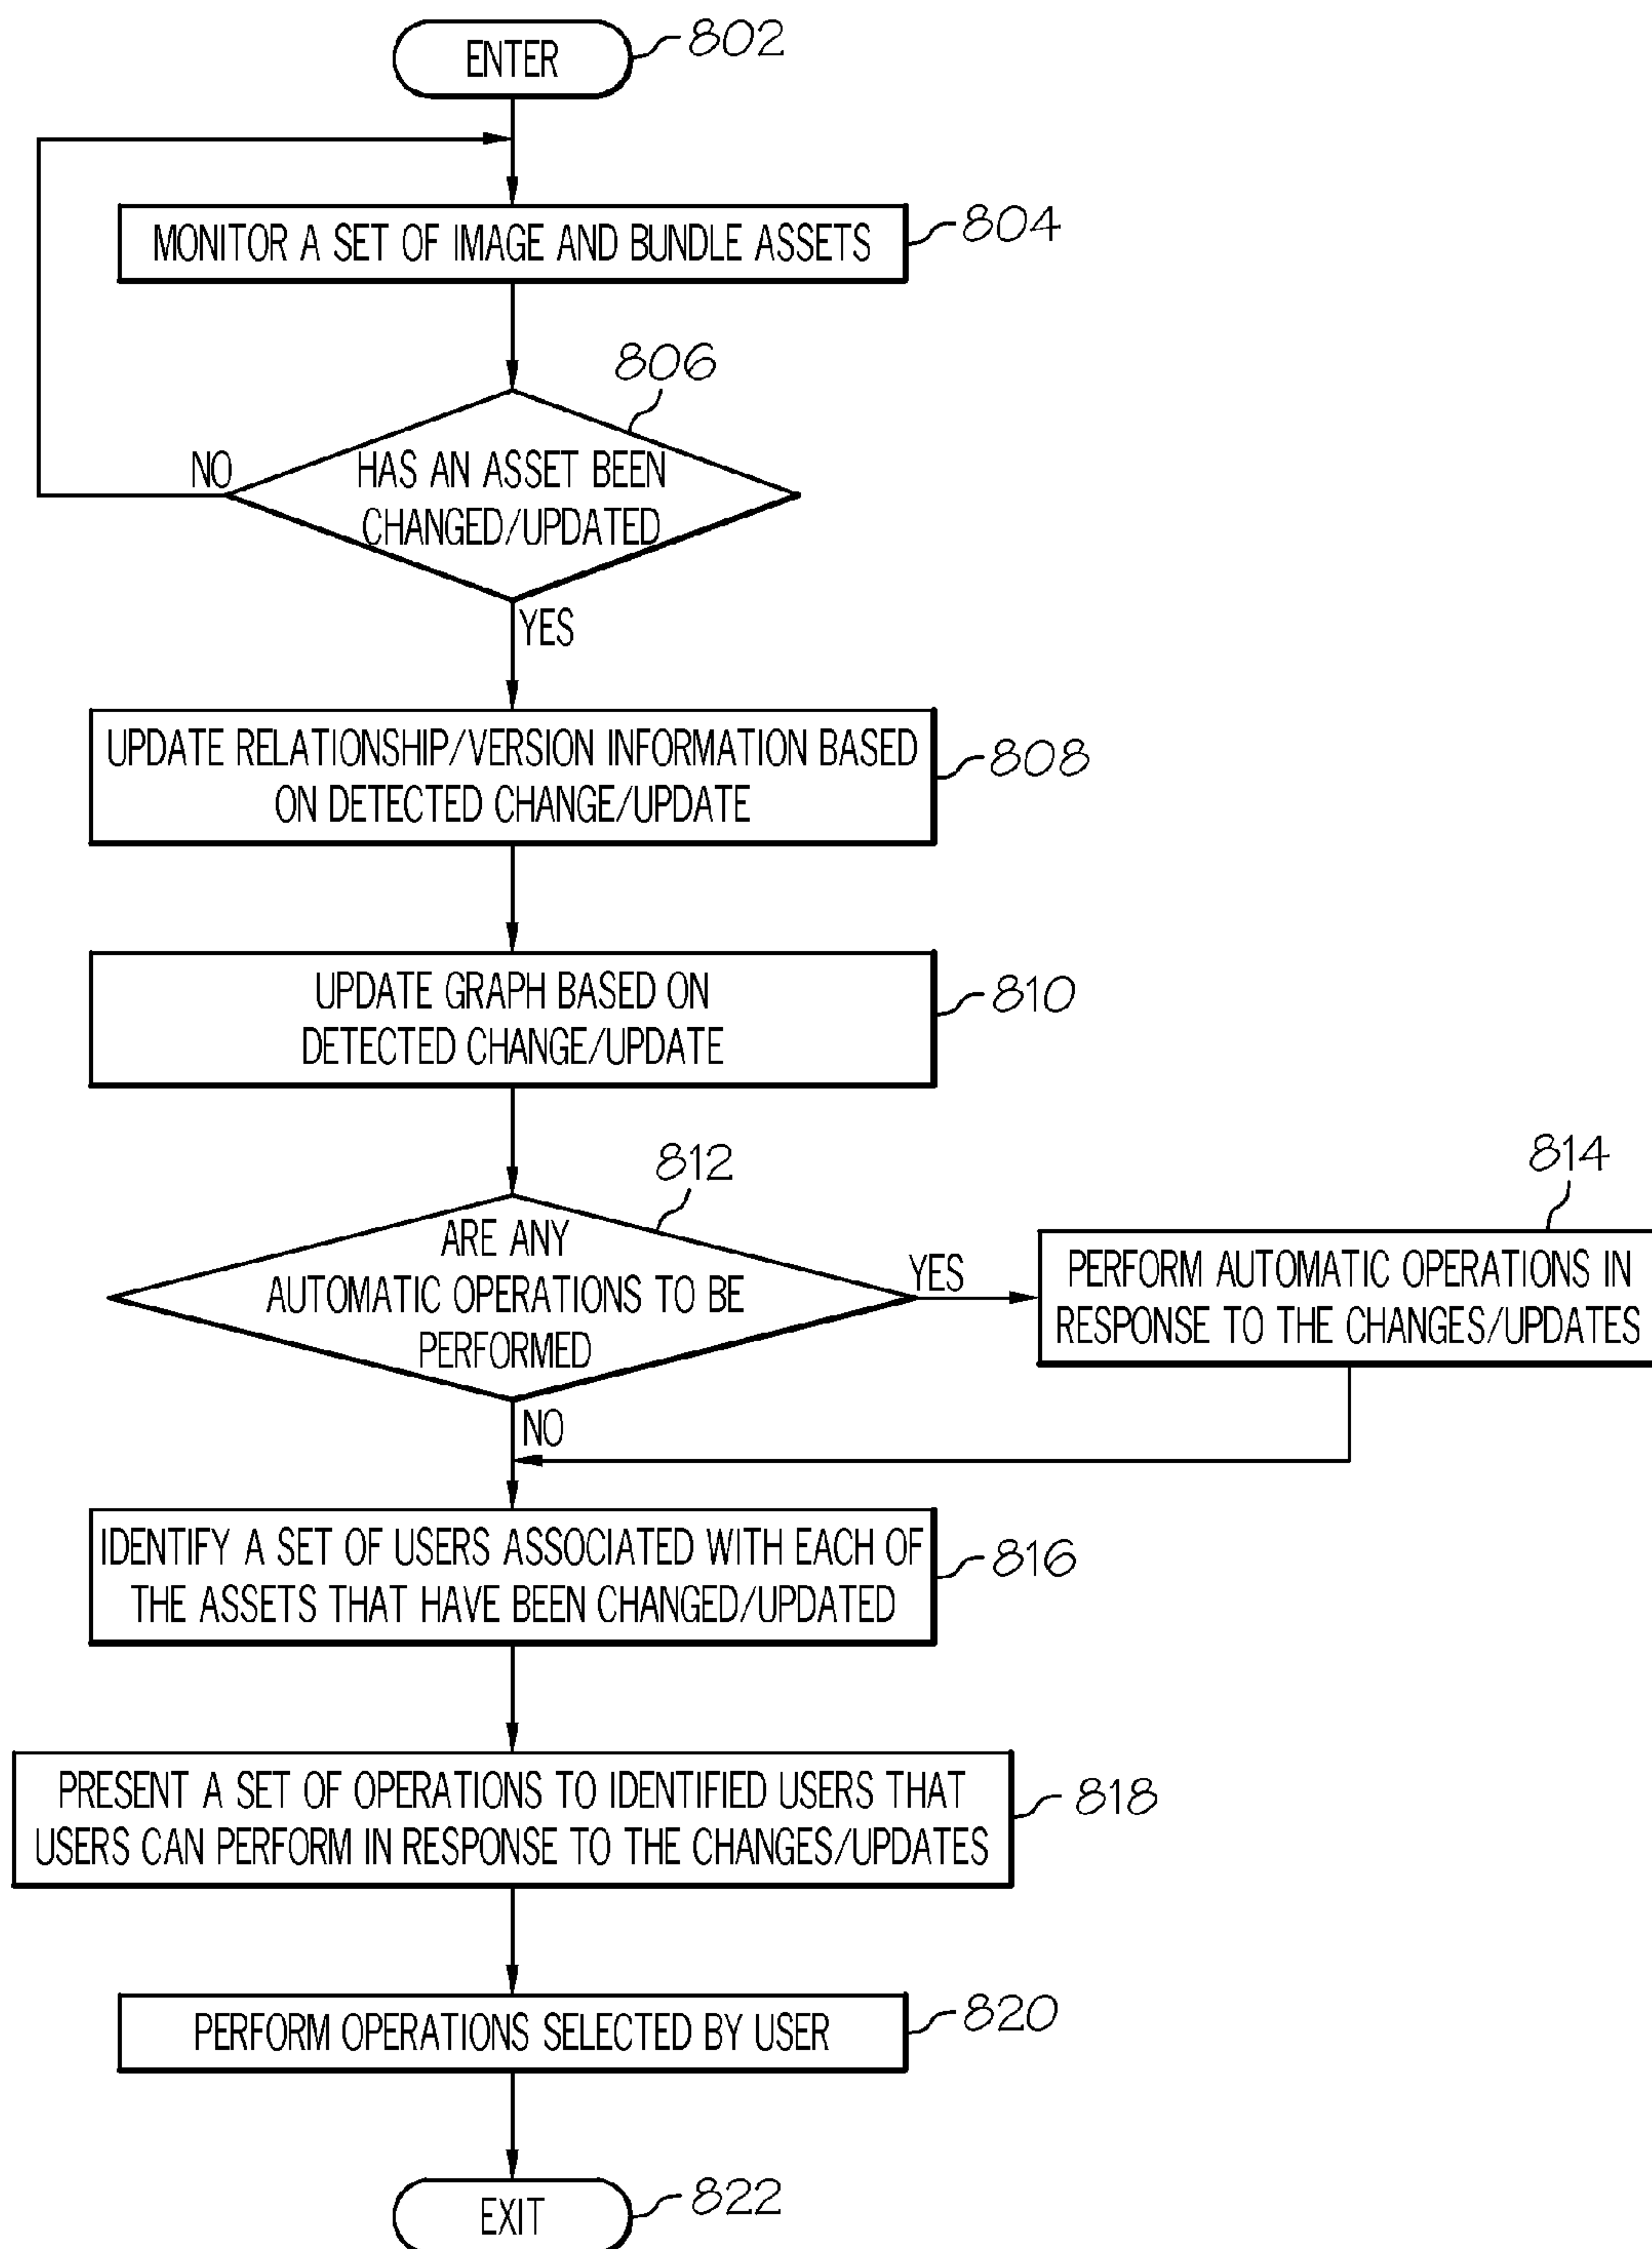 ENTER
802
MONITOR A SET OF IMAGE AND BUNDLE ASSETS
804
806
NO
HAS AN ASSET BEEN
CHANGED/UPDATED
YES
UPDATE RELATIONSHIP/VERSION INFORMATION BASED
ON DETECTED CHANGE/UPDATE
808
UPDATE GRAPH BASED ON
DETECTED CHANGE/UPDATE
810
812
ARE ANY
AUTOMATIC OPERATIONS TO BE
PERFORMED
YES
814
PERFORM AUTOMATIC OPERATIONS IN
RESPONSE TO THE CHANGES/UPDATES
NO
IDENTIFY A SET OF USERS ASSOCIATED WITH EACH OF
THE ASSETS THAT HAVE BEEN CHANGED/UPDATED
816
PRESENT A SET OF OPERATIONS TO IDENTIFIED USERS THAT
USERS CAN PERFORM IN RESPONSE TO THE CHANGES/UPDATES
818
PERFORM OPERATIONS SELECTED BY USER
820
EXIT
822